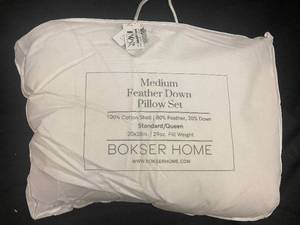 Medium
Feather Down
Pillow Set
100% Cotton Shell | 80% Feather, 20% Down
Standard/Queen
20x28in. / 29oz. Fill Weight
BOKSER HOME
WWW.BOKSERHOME.COM